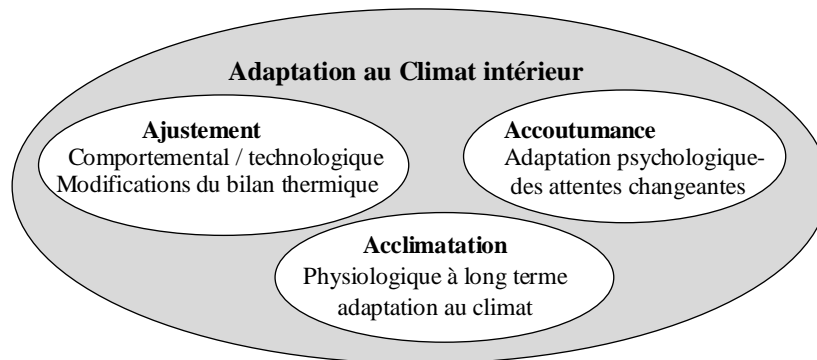 Adaptation au Climat intérieur
Ajustement
Comportemental / technologique
Modifications du bilan thermique
Accoutumance
Adaptation psychologique-
des attentes changeantes
Acclimatation
Physiologique à long terme
adaptation au climat